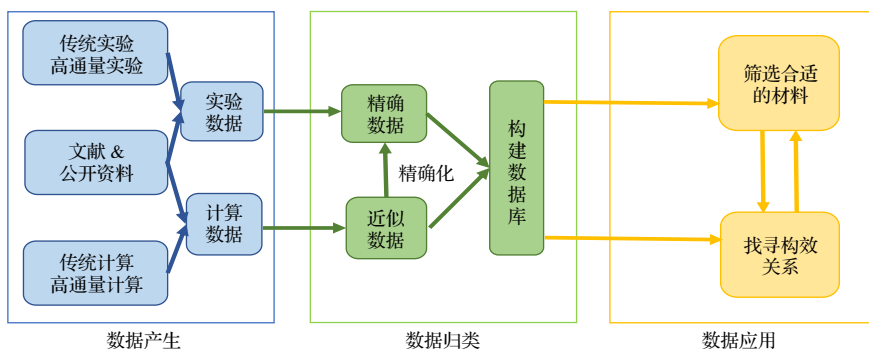 传统实验
高通量实验
文献 &
公开资料
传统计算
高通量计算
实验
数据
计算
数据
数据产生
精确
数据
精确化
近似
数据
构
建
数
据
库
数据归类
筛选合适
的材料
找寻构效
关系
数据应用